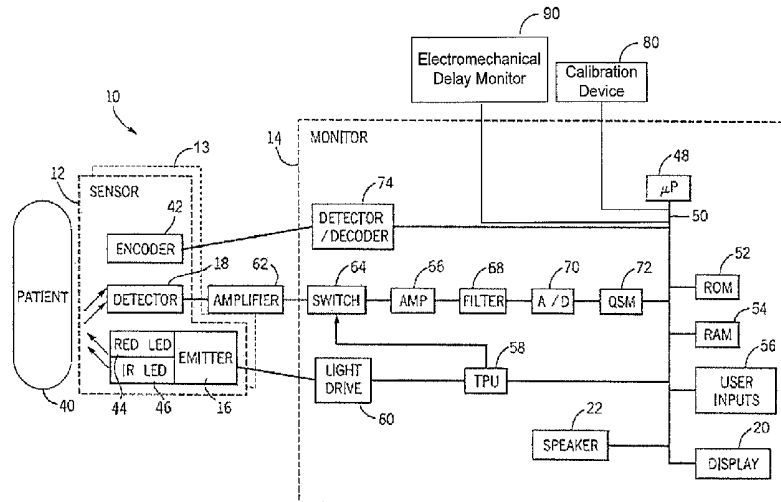 90
Electromechanical
Delay Monitor
80
Calibration
Device
10
13
14
MONITOR
12
SENSOR
48
μP
50
74
DETECTOR
/DECODER
42
ENCODER
52
ROM
PATIENT
18
DETECTOR
62
AMPLIFIER
64
SWITCH
66
AMP
68
FILTER
70
A/D
72
QSM
54
RAM
RED LED
IR LED
EMITTER
58
TPU
LIGHT
DRIVE
56
USER
INPUTS
40
44
46
16
60
22
SPEAKER
20
DISPLAY